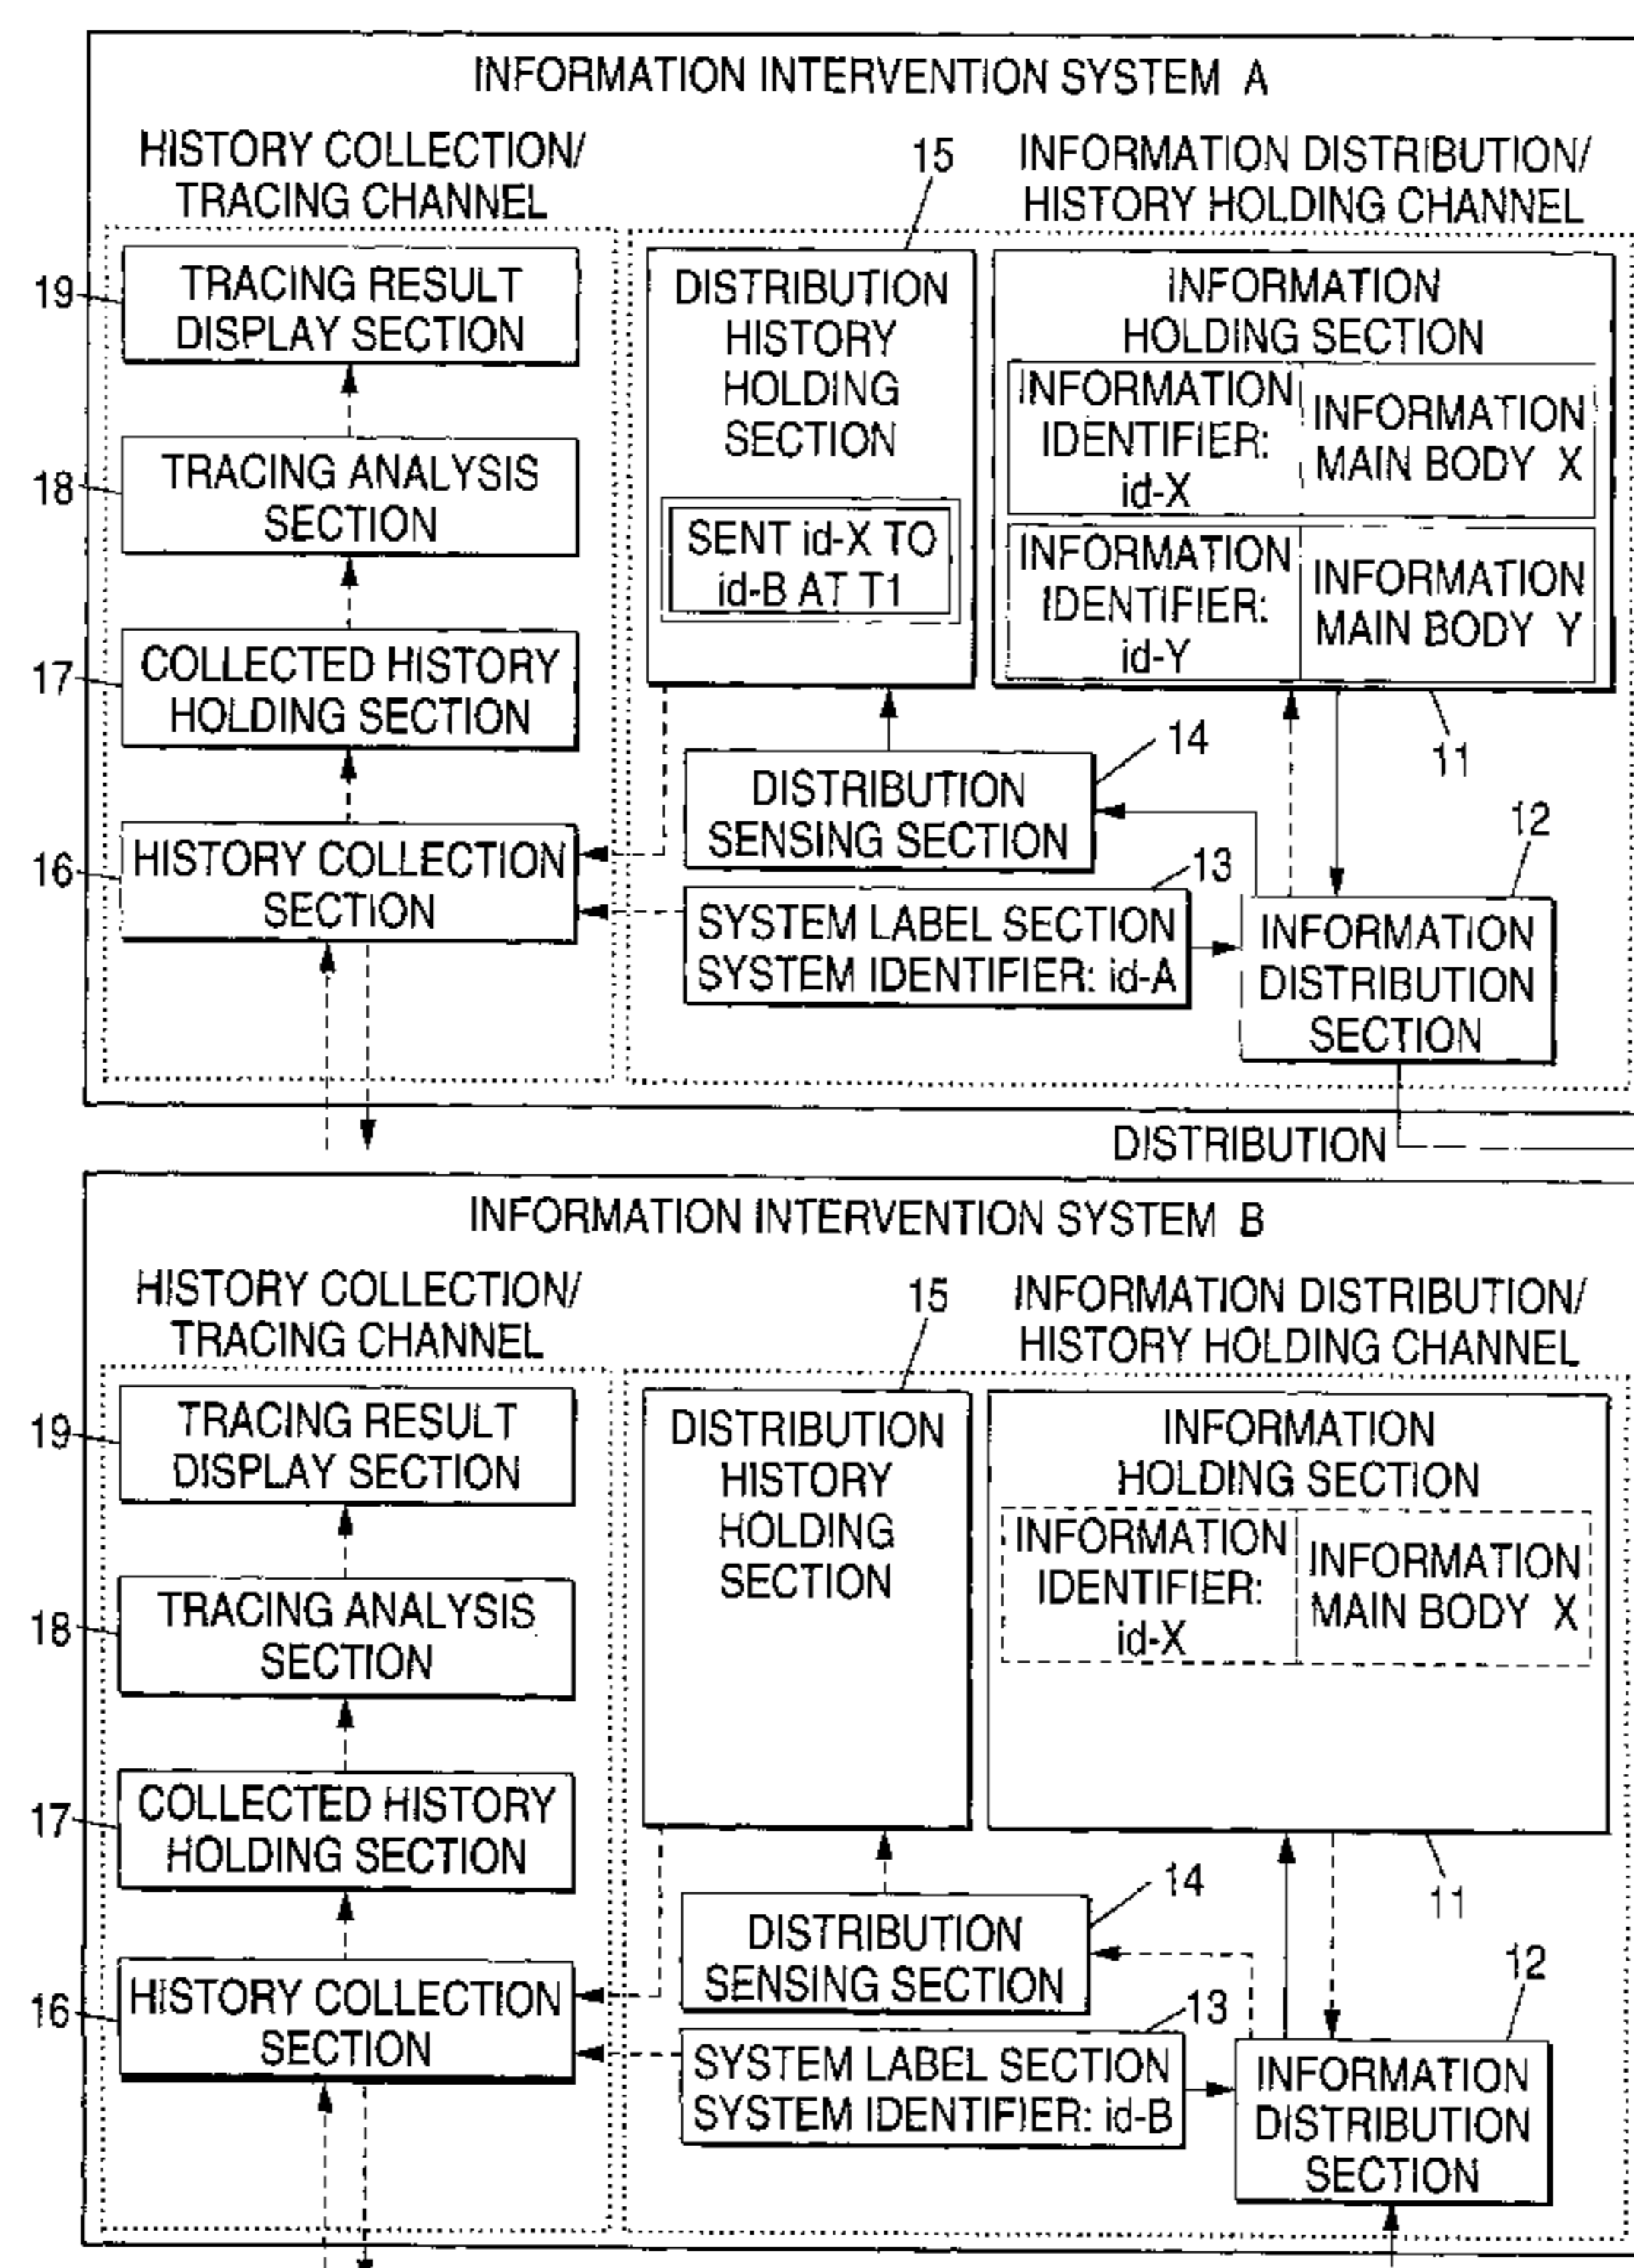 INFORMATION INTERVENTION SYSTEM A
HISTORY COLLECTION/
TRACING CHANNEL
15
INFORMATION DISTRIBUTION/
HISTORY HOLDING CHANNEL
19
TRACING RESULT
DISPLAY SECTION
18
TRACING ANALYSIS
SECTION
17
COLLECTED HISTORY
HOLDING SECTION
16
HISTORY COLLECTION
SECTION
DISTRIBUTION
HISTORY
HOLDING
SECTION
SENT id-X TO
id-B AT T1
INFORMATION
HOLDING SECTION
INFORMATION
IDENTIFIER:
id-X
INFORMATION
MAIN BODY X
INFORMATION
IDENTIFIER:
id-Y
INFORMATION
MAIN BODY Y
11
14
DISTRIBUTION
SENSING SECTION
13
SYSTEM LABEL SECTION
SYSTEM IDENTIFIER: id-A
12
INFORMATION
DISTRIBUTION
SECTION
DISTRIBUTION
INFORMATION INTERVENTION SYSTEM B
HISTORY COLLECTION/
TRACING CHANNEL
15
INFORMATION DISTRIBUTION/
HISTORY HOLDING CHANNEL
19
TRACING RESULT
DISPLAY SECTION
18
TRACING ANALYSIS
SECTION
17
COLLECTED HISTORY
HOLDING SECTION
16
HISTORY COLLECTION
SECTION
DISTRIBUTION
HISTORY
HOLDING
SECTION
INFORMATION
HOLDING SECTION
INFORMATION
IDENTIFIER:
id-X
INFORMATION
MAIN BODY X
11
14
DISTRIBUTION
SENSING SECTION
13
SYSTEM LABEL SECTION
SYSTEM IDENTIFIER: id-B
12
INFORMATION
DISTRIBUTION
SECTION